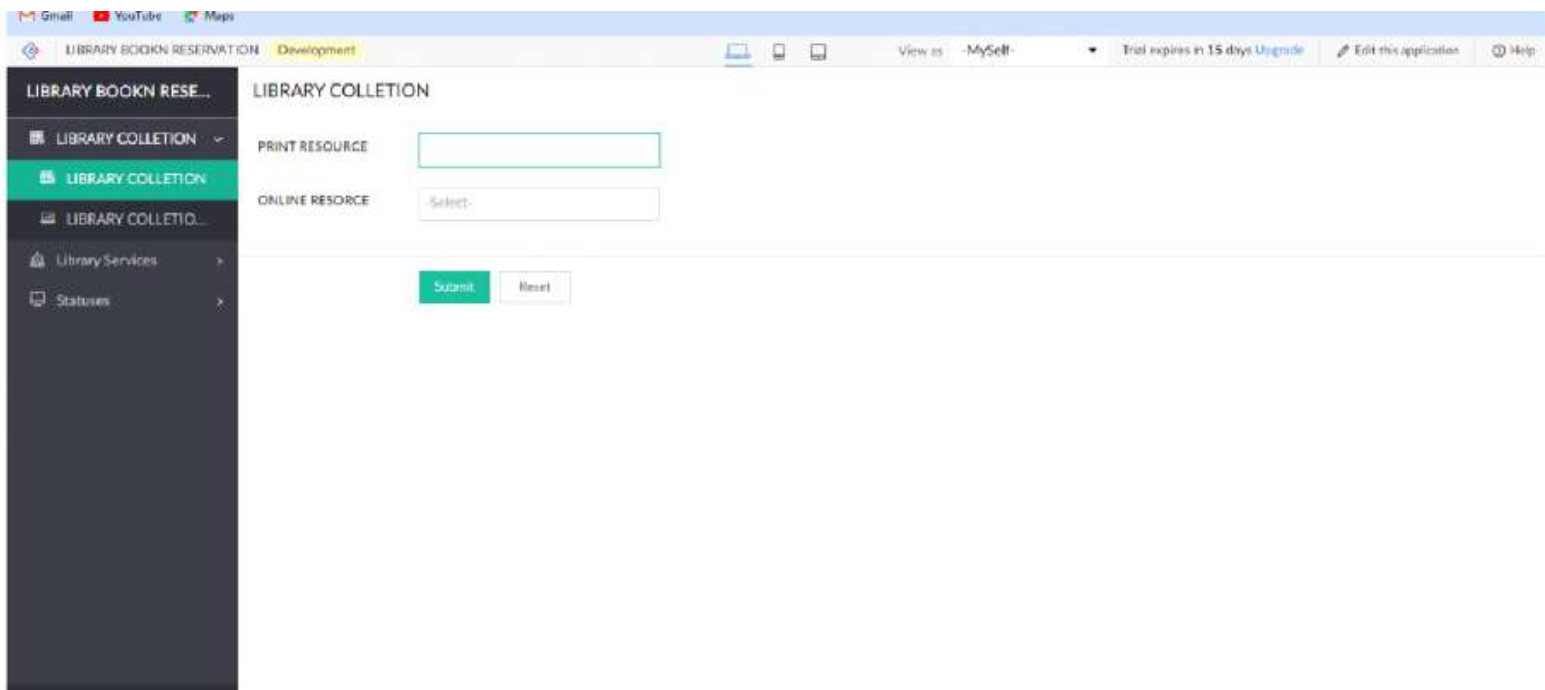 Gmail YouTube Maps
LIBRARY BOOKN RESERVATION Development View as -MySelf- Trial expires in 15 days Upgrade Edit this application Help
LIBRARY BOOKN RESE... LIBRARY COLLETION
LIBRARY COLLETION
PRINT RESOURCE
LIBRARY COLLETION
ONLINE RESORCE -Select-
LIBRARY COLLETIO...
Library Services
Submit Reset
Statuses